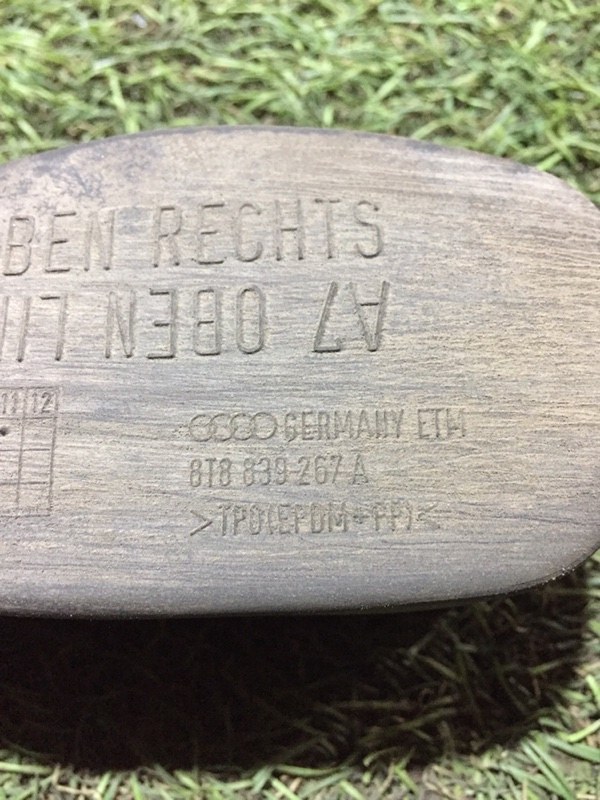 BEN RECHTS
A7 OBEN LI
11 12
GERMANY ETM
8T8 839 267 A
>TPO(EPDM+PP)<